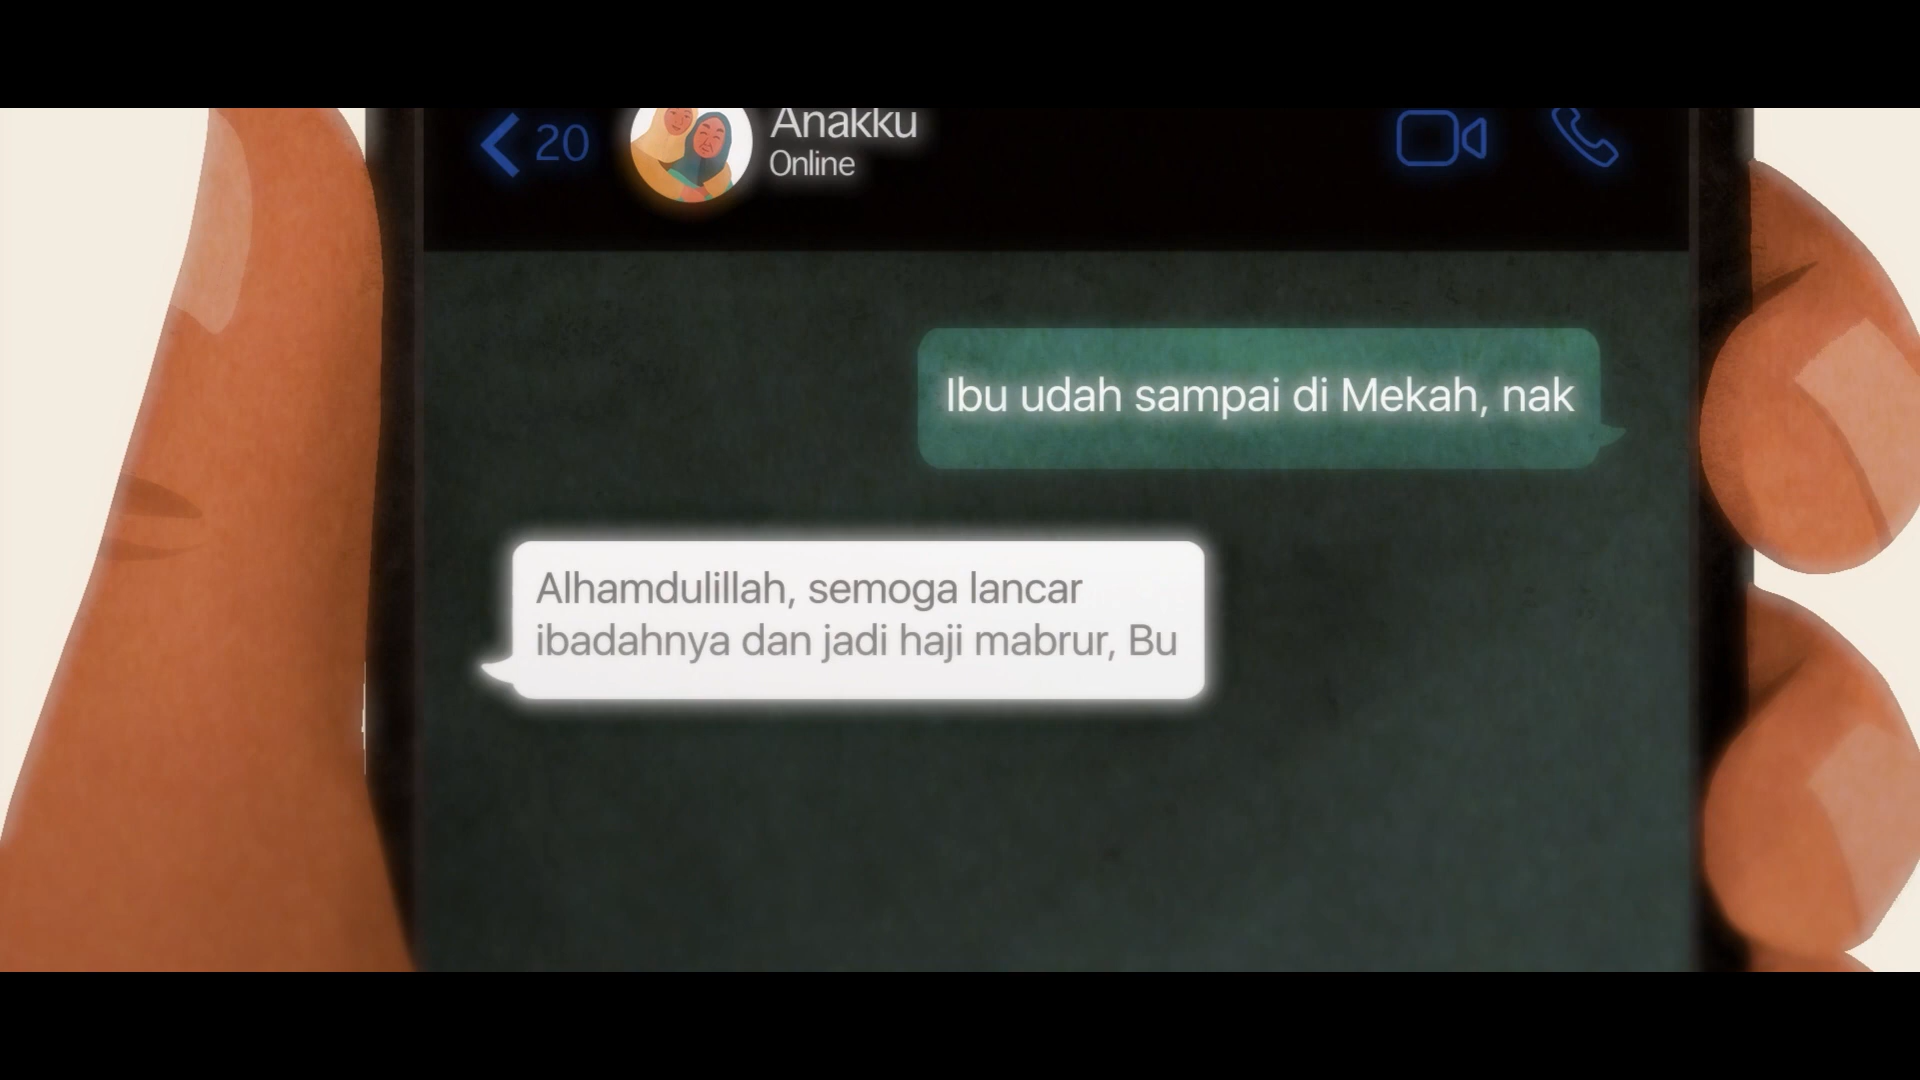 20
Anakku
Online
Ibu udah sampai di Mekah, nak
Alhamdulillah, semoga lancar
ibadahnya dan jadi haji mabrur, Bu